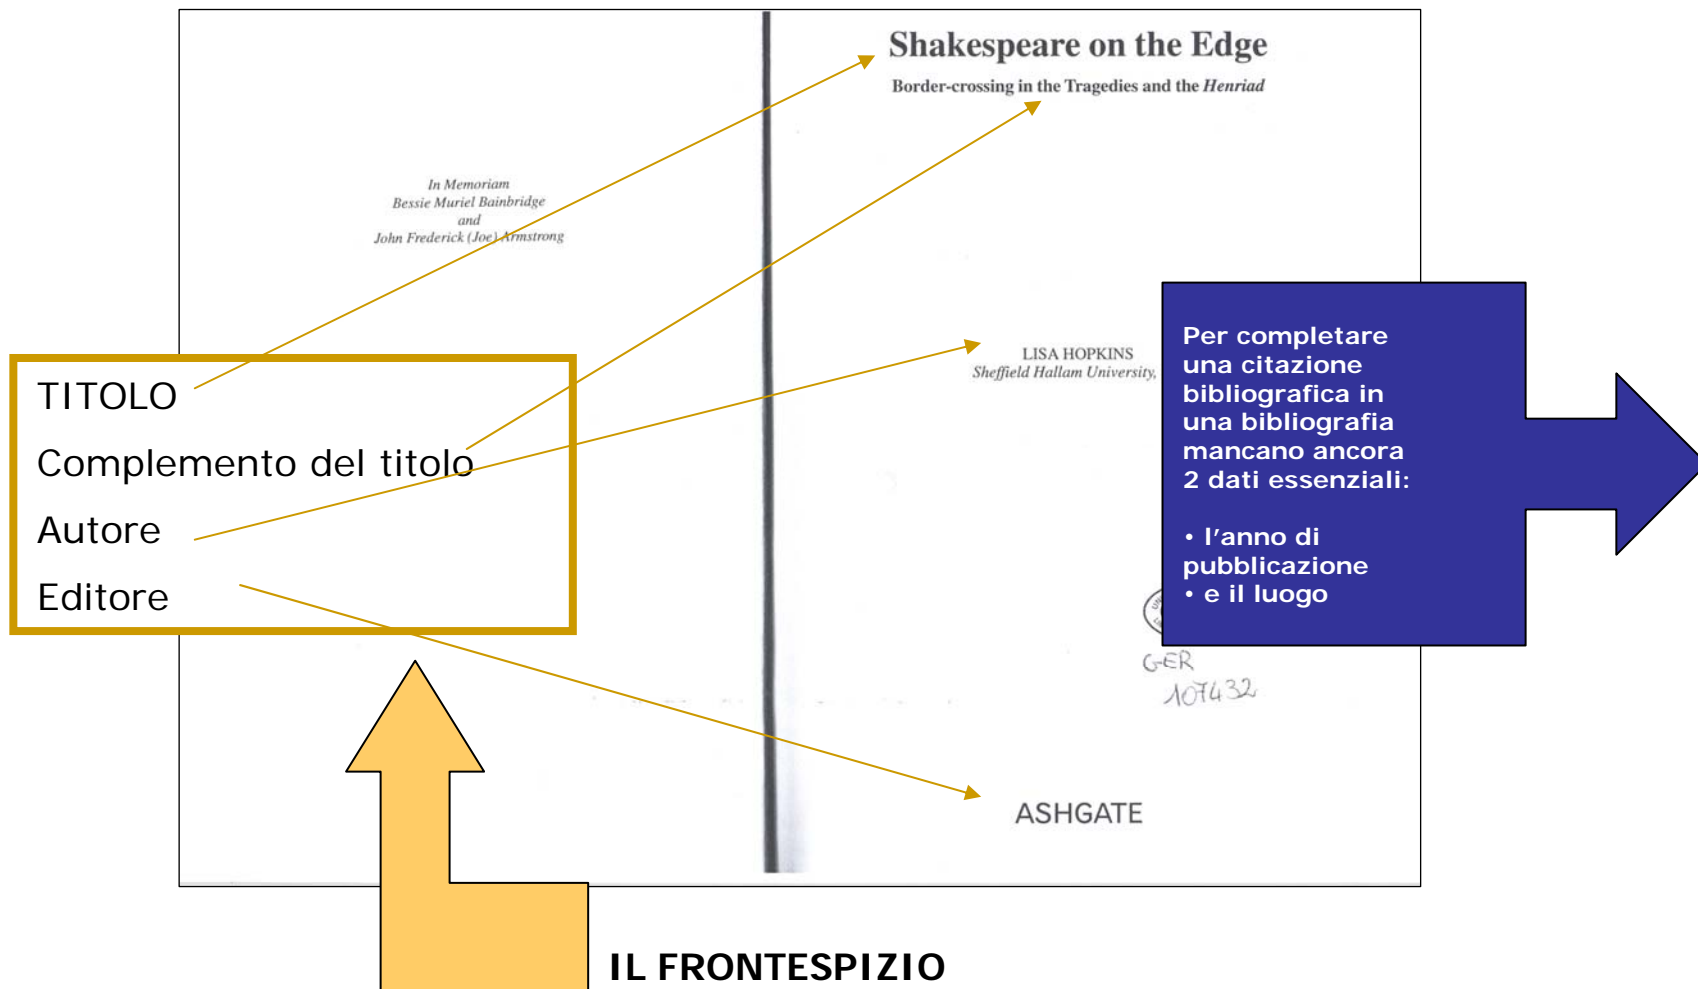 Shakespeare on the Edge
Border-crossing in the Tragedies and the Henriad
In Memoriam
Bessie Muriel Bainbridge
and
John Frederick (Joe) Armstrong
LISA HOPKINS
Sheffield Hallam University,
TITOLO
Complemento del titolo
Autore
Editore
Per completare
una citazione
bibliografica in
una bibliografia
mancano ancora
2 dati essenziali:
• l'anno di
pubblicazione
• e il luogo
GER
107432
ASHGATE
IL FRONTESPIZIO